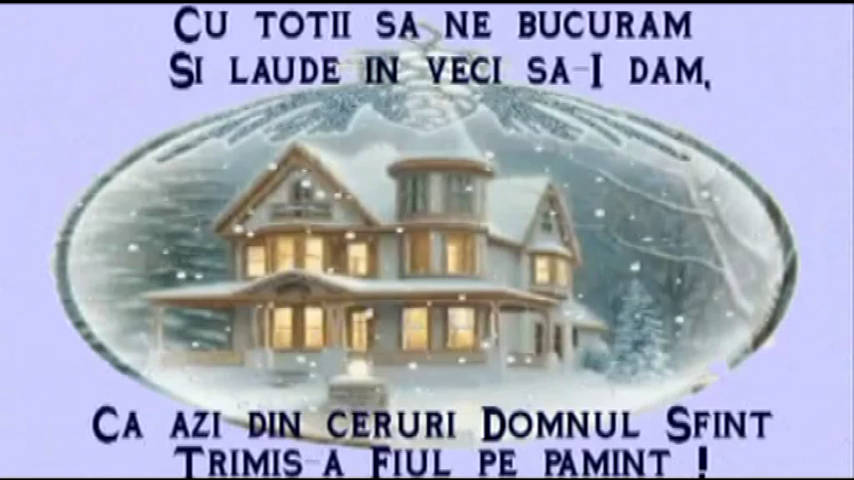 Cu totii sa ne bucuram
Si laude in veci sa-I dam,
Ca azi din ceruri Domnul Sfint
Trimis-a Fiul pe pamint !